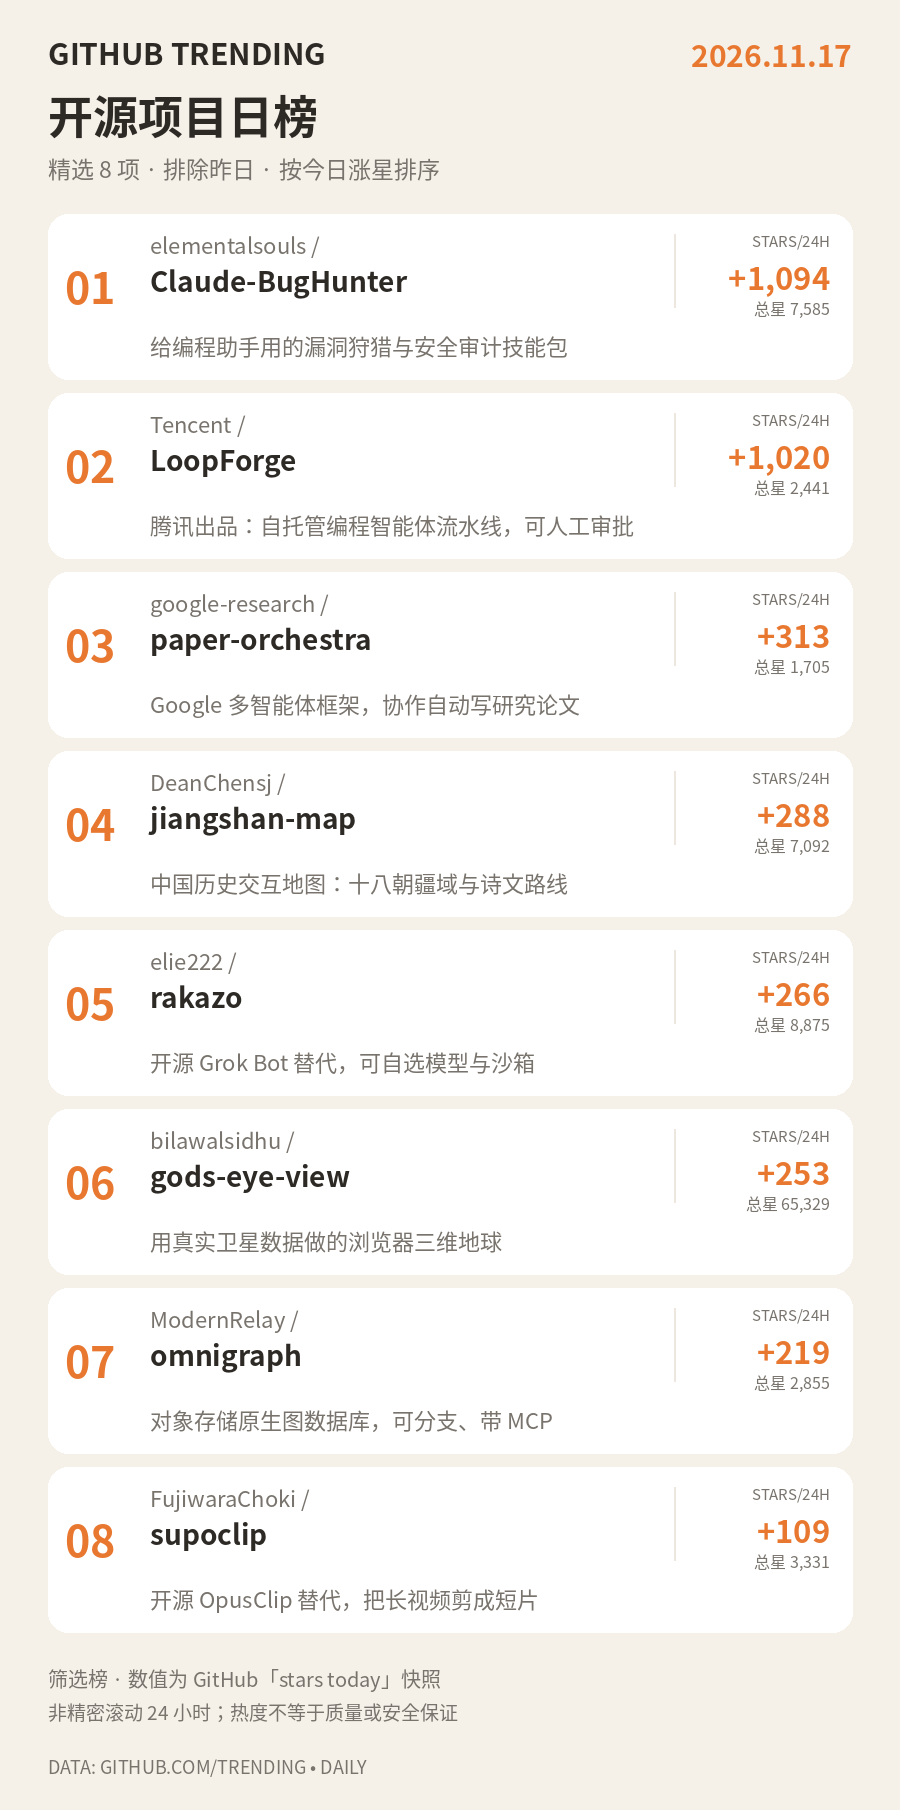 GITHUB TRENDING
2026.11.17
开源项目日榜
精选 8 项 · 排除昨日 · 按今日涨星排序
01
elementalsouls /
Claude-BugHunter
给编程助手用的漏洞狩猎与安全审计技能包
STARS/24H
+1,094
总星 7,585
02
Tencent /
LoopForge
腾讯出品：自托管编程智能体流水线，可人工审批
STARS/24H
+1,020
总星 2,441
03
google-research /
paper-orchestra
Google 多智能体框架，协作自动写研究论文
STARS/24H
+313
总星 1,705
04
DeanChensj /
jiangshan-map
中国历史交互地图：十八朝疆域与诗文路线
STARS/24H
+288
总星 7,092
05
elie222 /
rakazo
开源 Grok Bot 替代，可自选模型与沙箱
STARS/24H
+266
总星 8,875
06
bilawalsidhu /
gods-eye-view
用真实卫星数据做的浏览器三维地球
STARS/24H
+253
总星 65,329
07
ModernRelay /
omnigraph
对象存储原生图数据库，可分支、带 MCP
STARS/24H
+219
总星 2,855
08
FujiwaraChoki /
supoclip
开源 OpusClip 替代，把长视频剪成短片
STARS/24H
+109
总星 3,331
筛选榜 · 数值为 GitHub「stars today」快照
非精密滚动 24 小时；热度不等于质量或安全保证
DATA: GITHUB.COM/TRENDING • DAILY